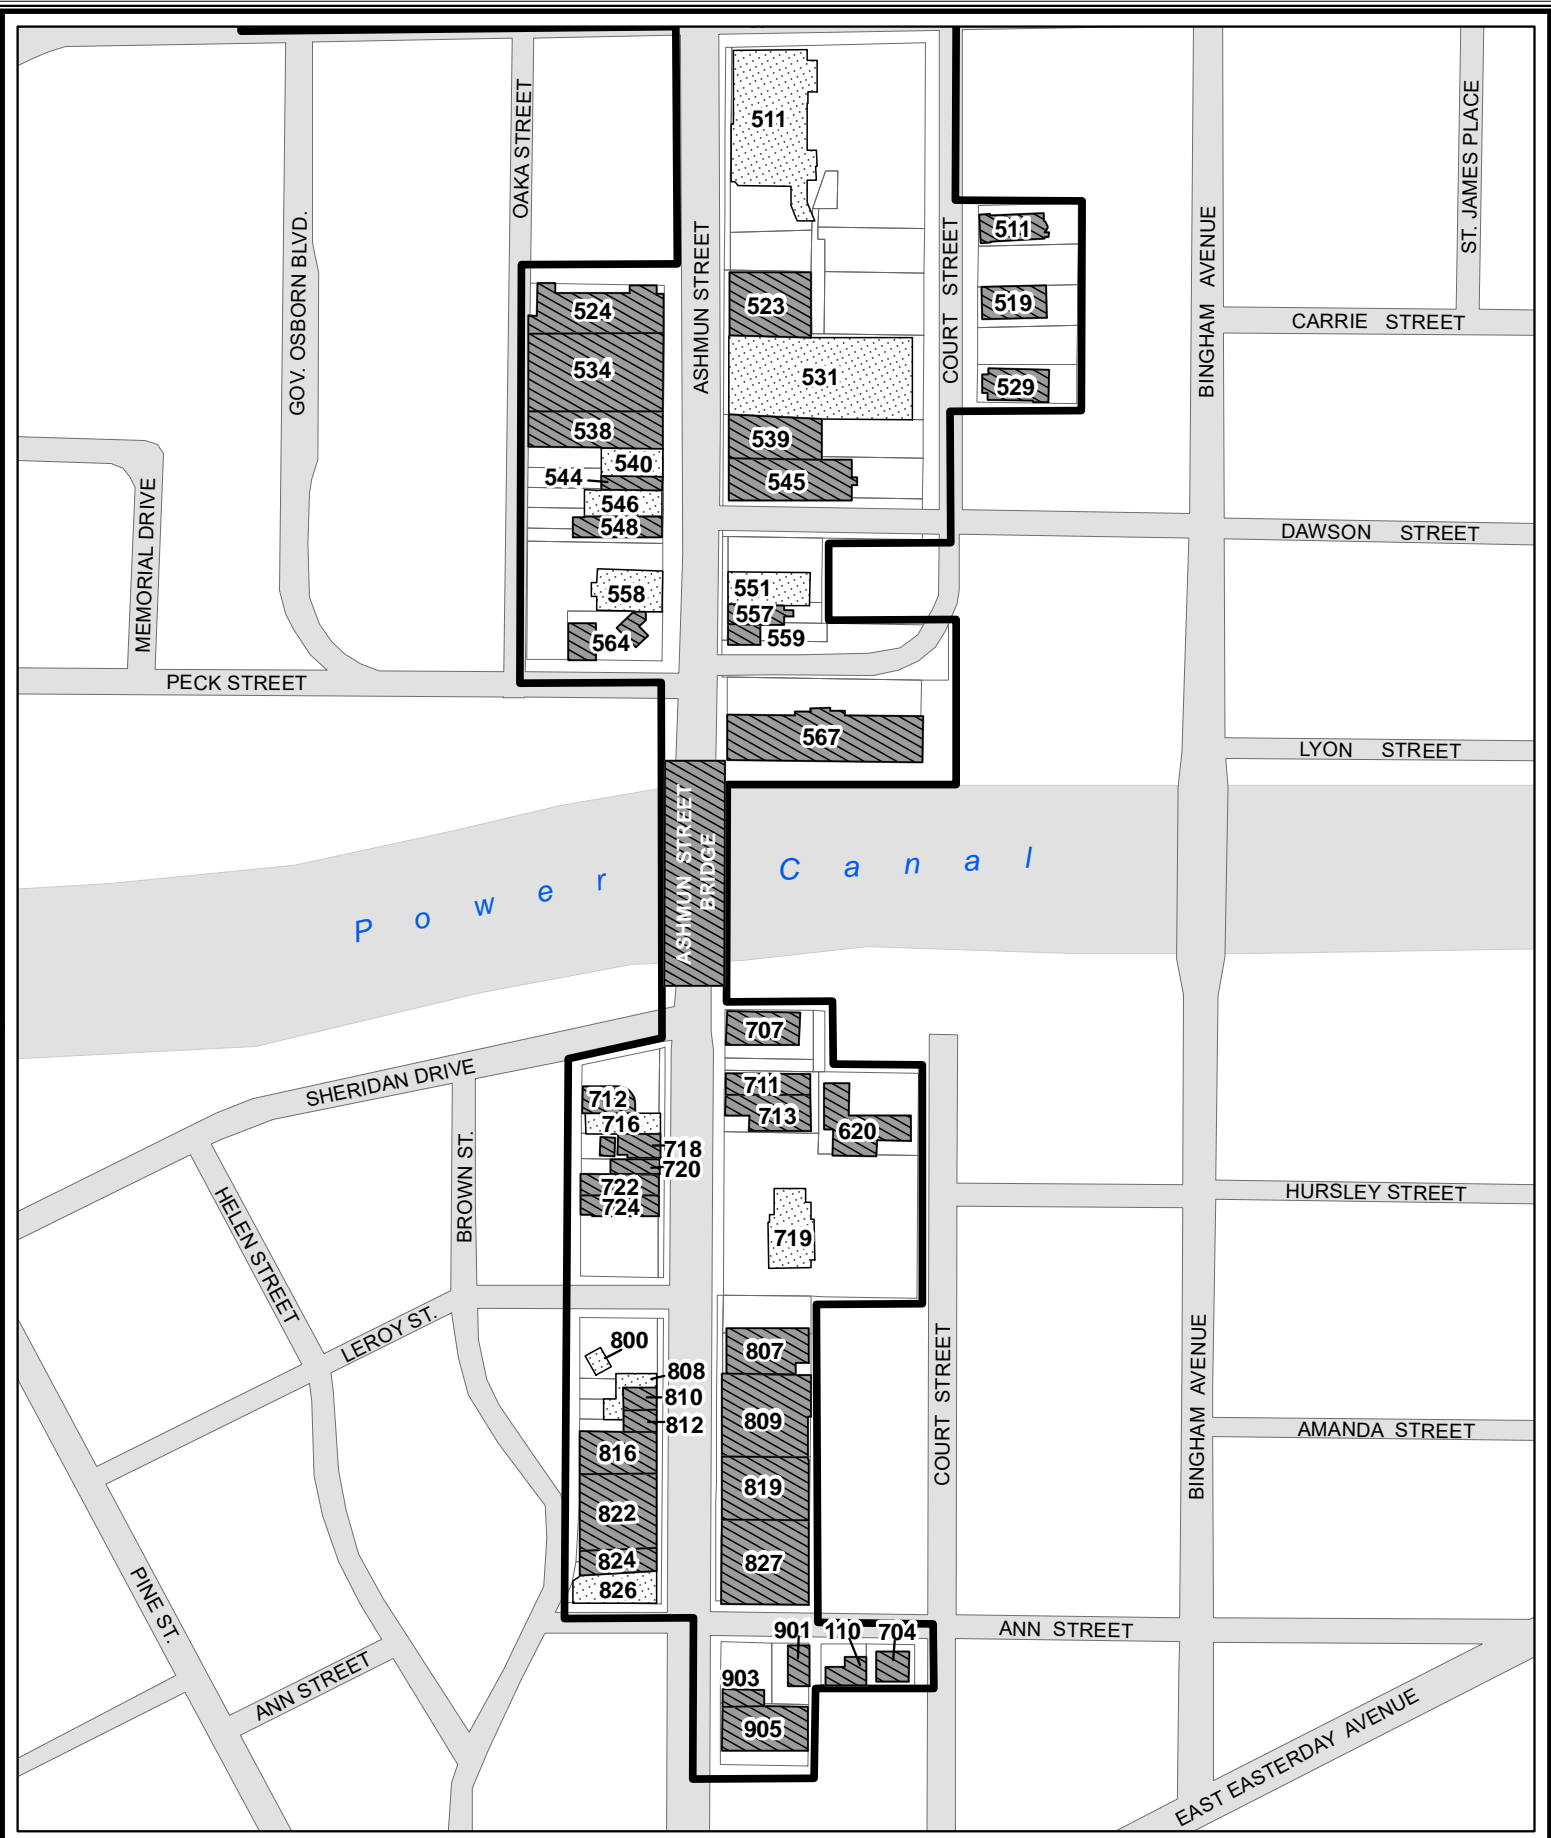 OAKA STREET
ST. JAMES PLACE
511
511
GOV. OSBORN BLVD.
ASHMUN STREET
COURT STREET
BINGHAM AVENUE
524
523
519
CARRIE STREET
534
531
529
538
539
540
544
545
546
548
MEMORIAL DRIVE
DAWSON STREET
558
551
557
564
559
PECK STREET
567
LYON STREET
ASHMUN STREET
BRIDGE
Power
Canal
707
SHERIDAN DRIVE
711
712
713
716
620
718
BROWN ST.
720
722
724
HELEN STREET
HURSLEY STREET
719
LEROY ST.
800
807
808
810
812
809
COURT STREET
BINGHAM AVENUE
AMANDA STREET
816
819
822
824
827
826
PINE ST.
901
110
704
ANN STREET
903
ANN STREET
905
EAST EASTERDAY AVENUE